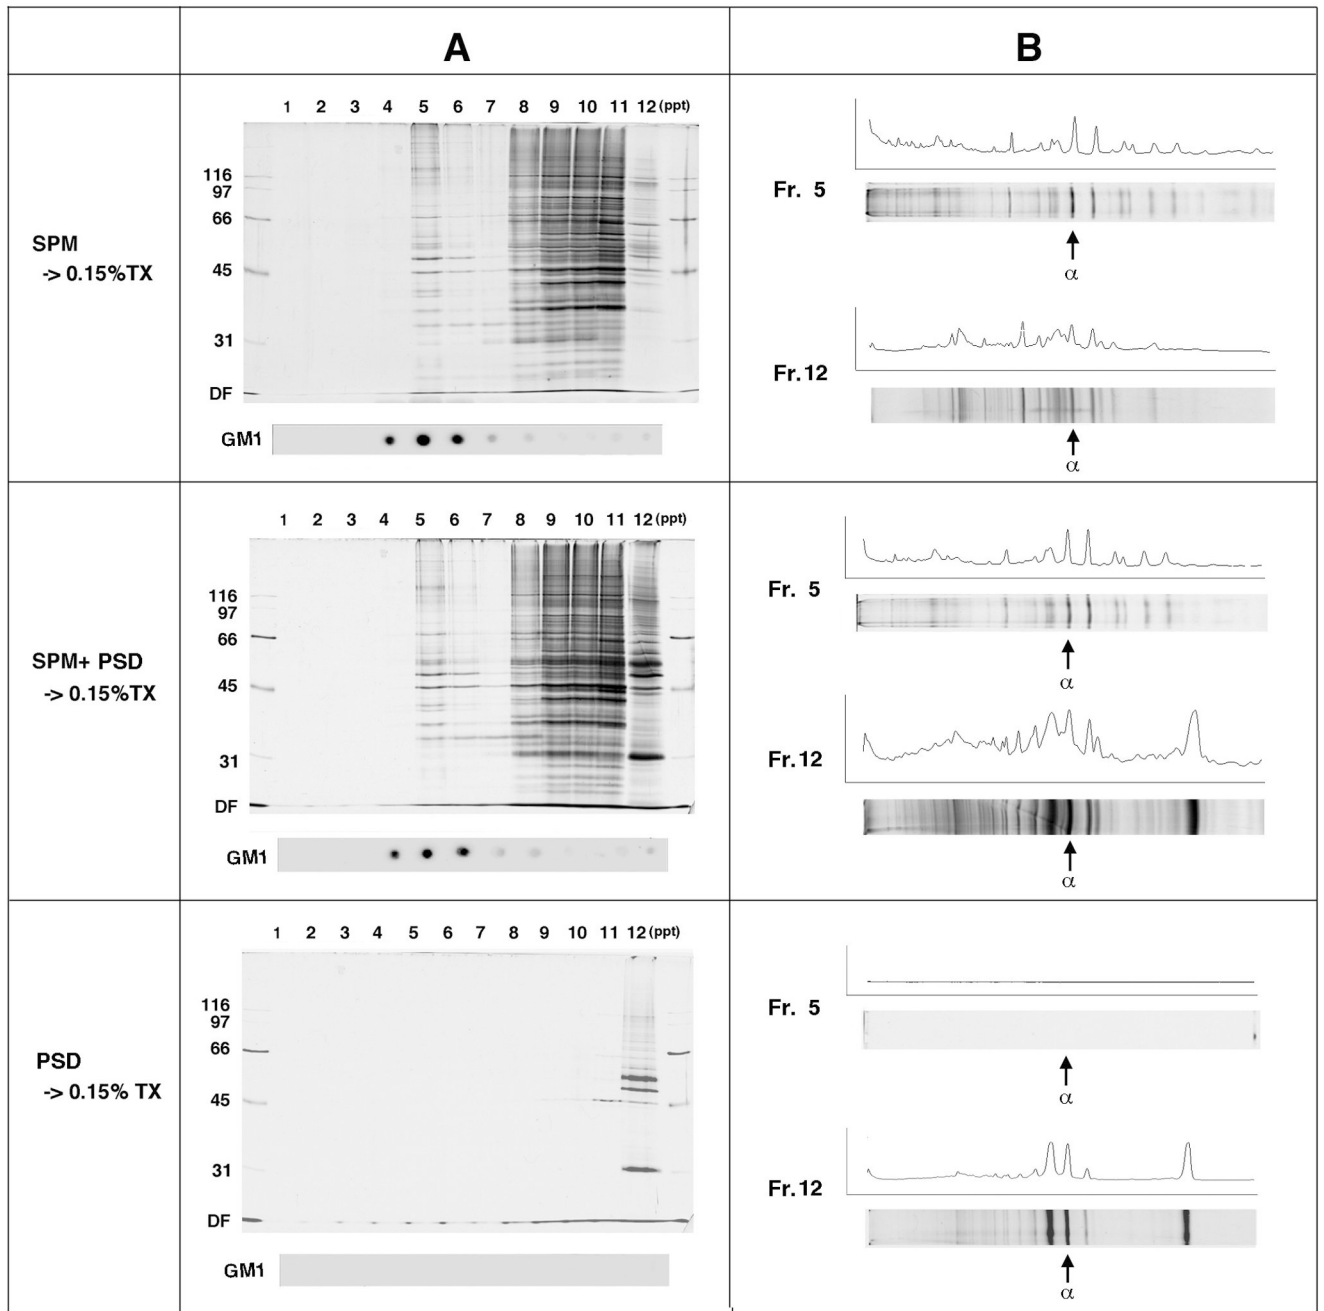 A B
1 2 3 4 5 6 7 8 9 10 11 12 (ppt)
116
97
66
SPM
-> 0.15%TX
45
31
DF
GM1
Fr. 5
α
Fr.12
α
1 2 3 4 5 6 7 8 9 10 11 12 (ppt)
116
97
66
SPM+ PSD
-> 0.15%TX
45
31
DF
GM1
Fr. 5
α
Fr.12
α
1 2 3 4 5 6 7 8 9 10 11 12 (ppt)
116
97
66
PSD
-> 0.15% TX
45
31
DF
GM1
Fr. 5
α
Fr.12
α